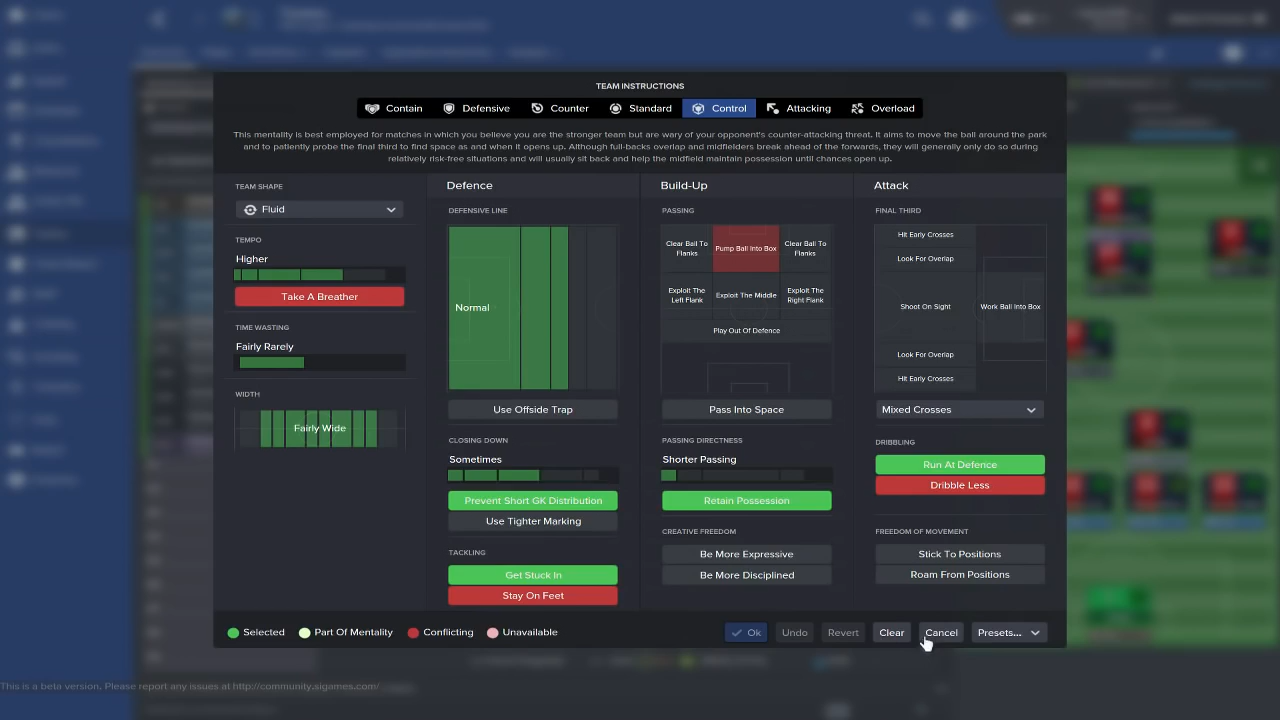 TEAM INSTRUCTIONS
Contain Defensive Counter Standard Control Attacking Overload
This mentality is best employed for matches in which you believe you are the stronger team but are wary of your opponent's counter-attacking threat. It aims to move the ball around the park
and to patiently probe the final third to find space as and when it opens up. Although full-backs overlap and midfielders break ahead of the forwards, they will generally only do so during
relatively risk-free situations and will usually sit back and help the midfield maintain possession until chances open up.
TEAM SHAPE
Fluid
TEMPO
Higher
Take A Breather
TIME WASTING
Fairly Rarely
WIDTH
Fairly Wide
Defence
DEFENSIVE LINE
Normal
Use Offside Trap
CLOSING DOWN
Sometimes
Prevent Short GK Distribution
Use Tighter Marking
TACKLING
Get Stuck In
Stay On Feet
Build-Up
PASSING
Clear Ball To
Flanks
Pump Ball Into Box
Clear Ball To
Flanks
Exploit The
Left Flank
Exploit The Middle
Exploit The
Right Flank
Play Out Of Defence
Pass Into Space
PASSING DIRECTNESS
Shorter Passing
Retain Possession
CREATIVE FREEDOM
Be More Expressive
Be More Disciplined
Attack
FINAL THIRD
Hit Early Crosses
Look For Overlap
Shoot On Sight
Work Ball Into Box
Look For Overlap
Hit Early Crosses
Mixed Crosses
DRIBBLING
Run At Defence
Dribble Less
FREEDOM OF MOVEMENT
Stick To Positions
Roam From Positions
Selected Part Of Mentality Conflicting Unavailable
Ok Undo Revert Clear Cancel Presets...
This is a beta version. Please report any issues at http://community.sigames.com/